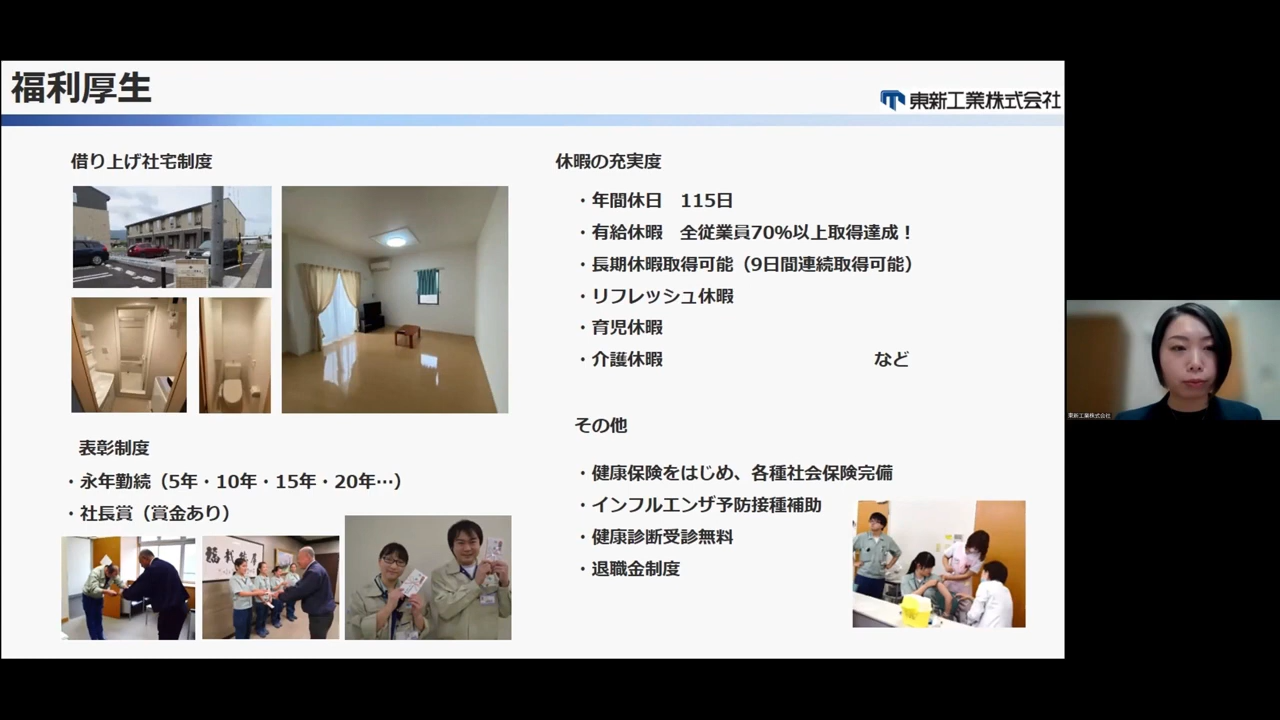 福利厚生
東新工業株式会社
借り上げ社宅制度
表彰制度
・永年勤続（5年・10年・15年・20年…）
・社長賞（賞金あり）
休暇の充実度
・年間休日　115日
・有給休暇　全従業員70%以上取得達成！
・長期休暇取得可能（9日間連続取得可能）
・リフレッシュ休暇
・育児休暇
・介護休暇　など
その他
・健康保険をはじめ、各種社会保険完備
・インフルエンザ予防接種補助
・健康診断受診無料
・退職金制度
東新工業株式会社